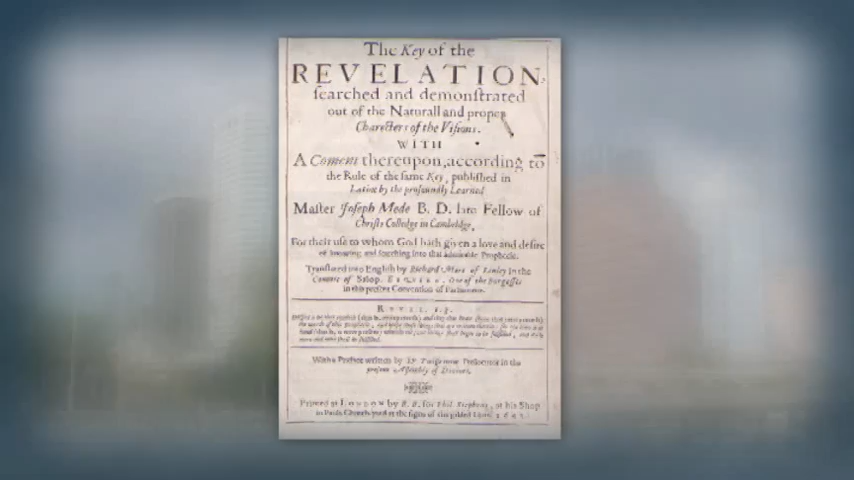 The Key of the
REVELATION,
ſearched and demonſtrated
out of the Naturall and proper
Characters of the Viſions.
WITH
A Coment thereupon, according to
the Rule of the ſame Key, publiſhed in
Latine by the profoundly Learned
Maſter Joſeph Mede B. D. late Fellow of
Chriſts Colledge in Cambridge,
For their uſe to whom God hath given a love and deſire
of knowing and ſearching into that admirable Propheſie.
Tranſlated into Engliſh by Richard More of Linley in the
Countie of Salop. Eſquire. One of the Burgeſſes
in this preſent Convention of Parliament.
REVEL. 1. 3.
With a Preface written by Dr Twiſſe now Prolocutor in the
preſent Aſſembly of Divines.
Printed at LONDON by R. B. for Phil. Stephens, at his Shop
in Pauls Church-yard at the ſigne of the gilded Lion. 1643.